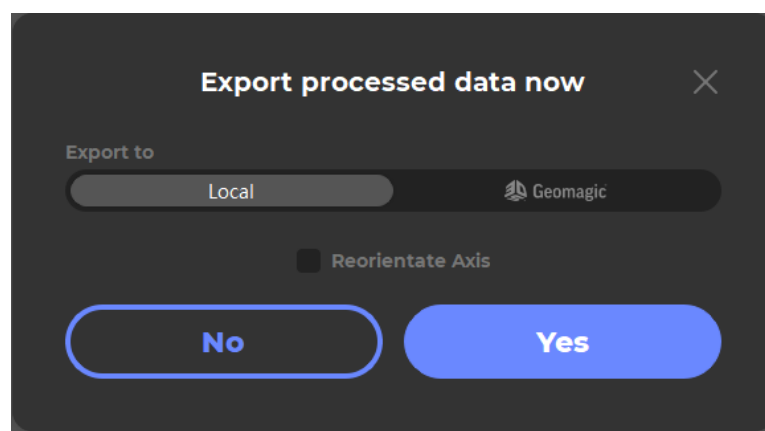 Export processed data now
Export to
Local
Geomagic
Reorientate Axis
No
Yes